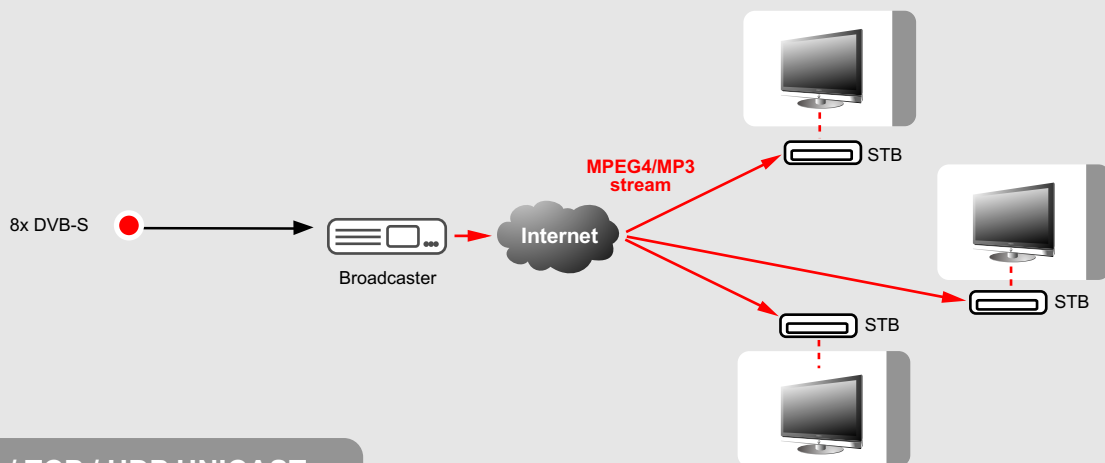 MPEG4/MP3
stream
STB
8x DVB-S
Internet
Broadcaster
STB
STB